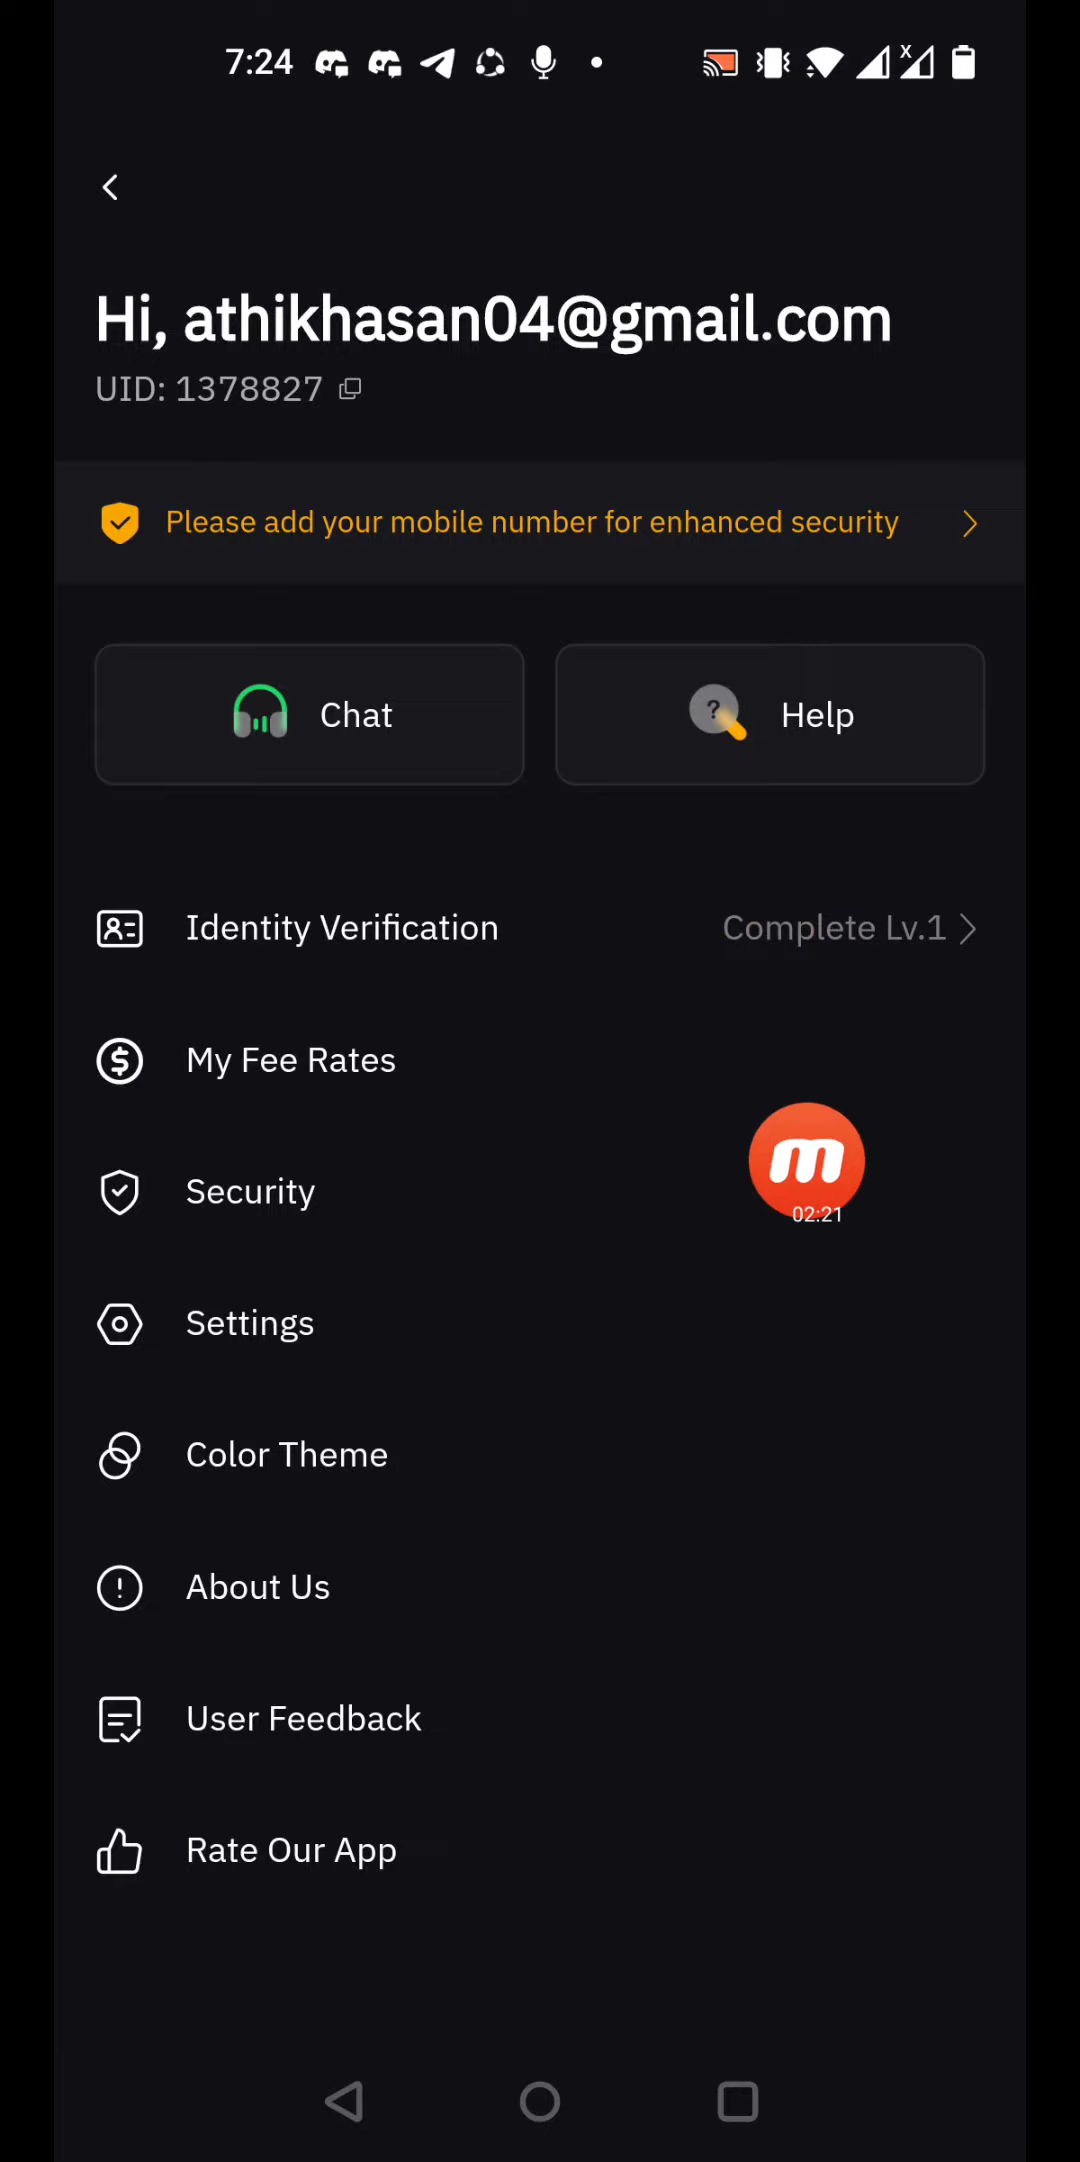 7:24
Hi, athikhasan04@gmail.com
UID: 1378827
Please add your mobile number for enhanced security
Chat
Help
Identity Verification
Complete Lv.1
My Fee Rates
02:21
Security
Settings
Color Theme
About Us
User Feedback
Rate Our App